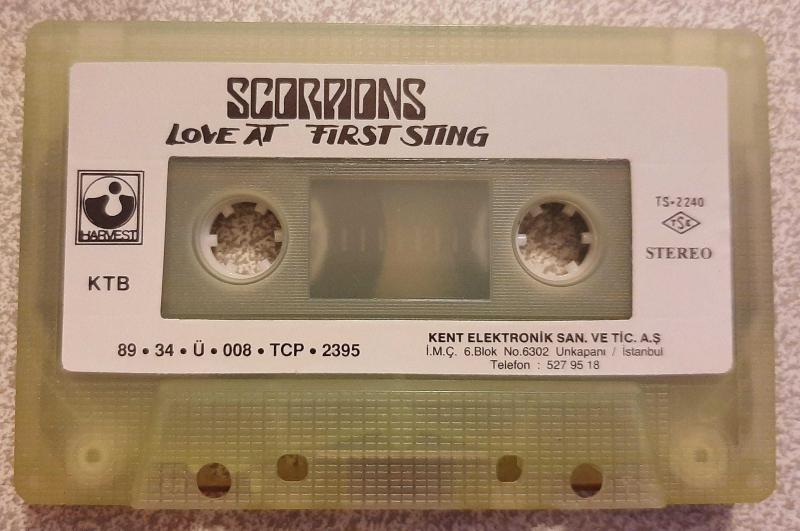 SCORPIONS
LOVE AT FIRST STING
HARVEST
KTB
TS•2240
TSE
STEREO
89 • 34 • Ü • 008 • TCP • 2395
KENT ELEKTRONİK SAN. VE TİC. A.Ş
İ.M.Ç. 6.Blok No.6302 Unkapanı / İstanbul
Telefon : 527 95 18